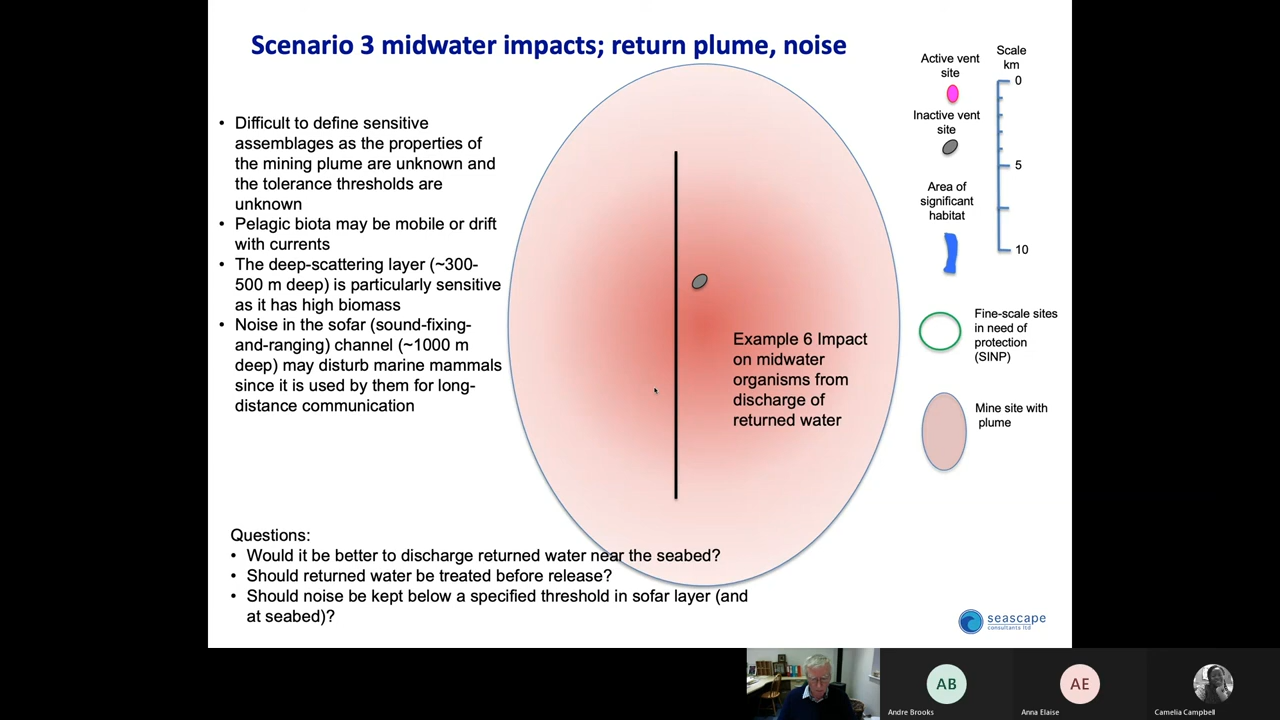 Scenario 3 midwater impacts; return plume, noise
• Difficult to define sensitive
assemblages as the properties of
the mining plume are unknown and
the tolerance thresholds are
unknown
• Pelagic biota may be mobile or drift
with currents
• The deep-scattering layer (~300-
500 m deep) is particularly sensitive
as it has high biomass
• Noise in the sofar (sound-fixing-
and-ranging) channel (~1000 m
deep) may disturb marine mammals
since it is used by them for long-
distance communication
Example 6 Impact
on midwater
organisms from
discharge of
returned water
Active vent
site
Inactive vent
site
Area of
significant
habitat
Scale
km
0
5
10
Fine-scale sites
in need of
protection
(SINP)
Mine site with
plume
Questions:
• Would it be better to discharge returned water near the seabed?
• Should returned water be treated before release?
• Should noise be kept below a specified threshold in sofar layer (and
at seabed)?
seascape
consultants ltd
AB
Andre Brooks
AE
Anna Elaise
Camelia Campbell